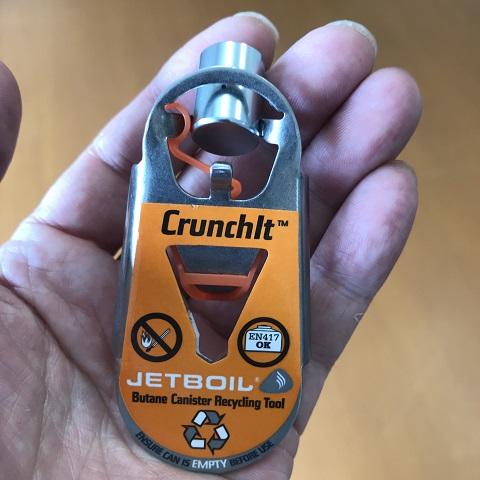 CrunchIt™
EN417
OK
JETBOIL®
Butane Canister Recycling Tool
ENSURE CAN IS EMPTY BEFORE USE